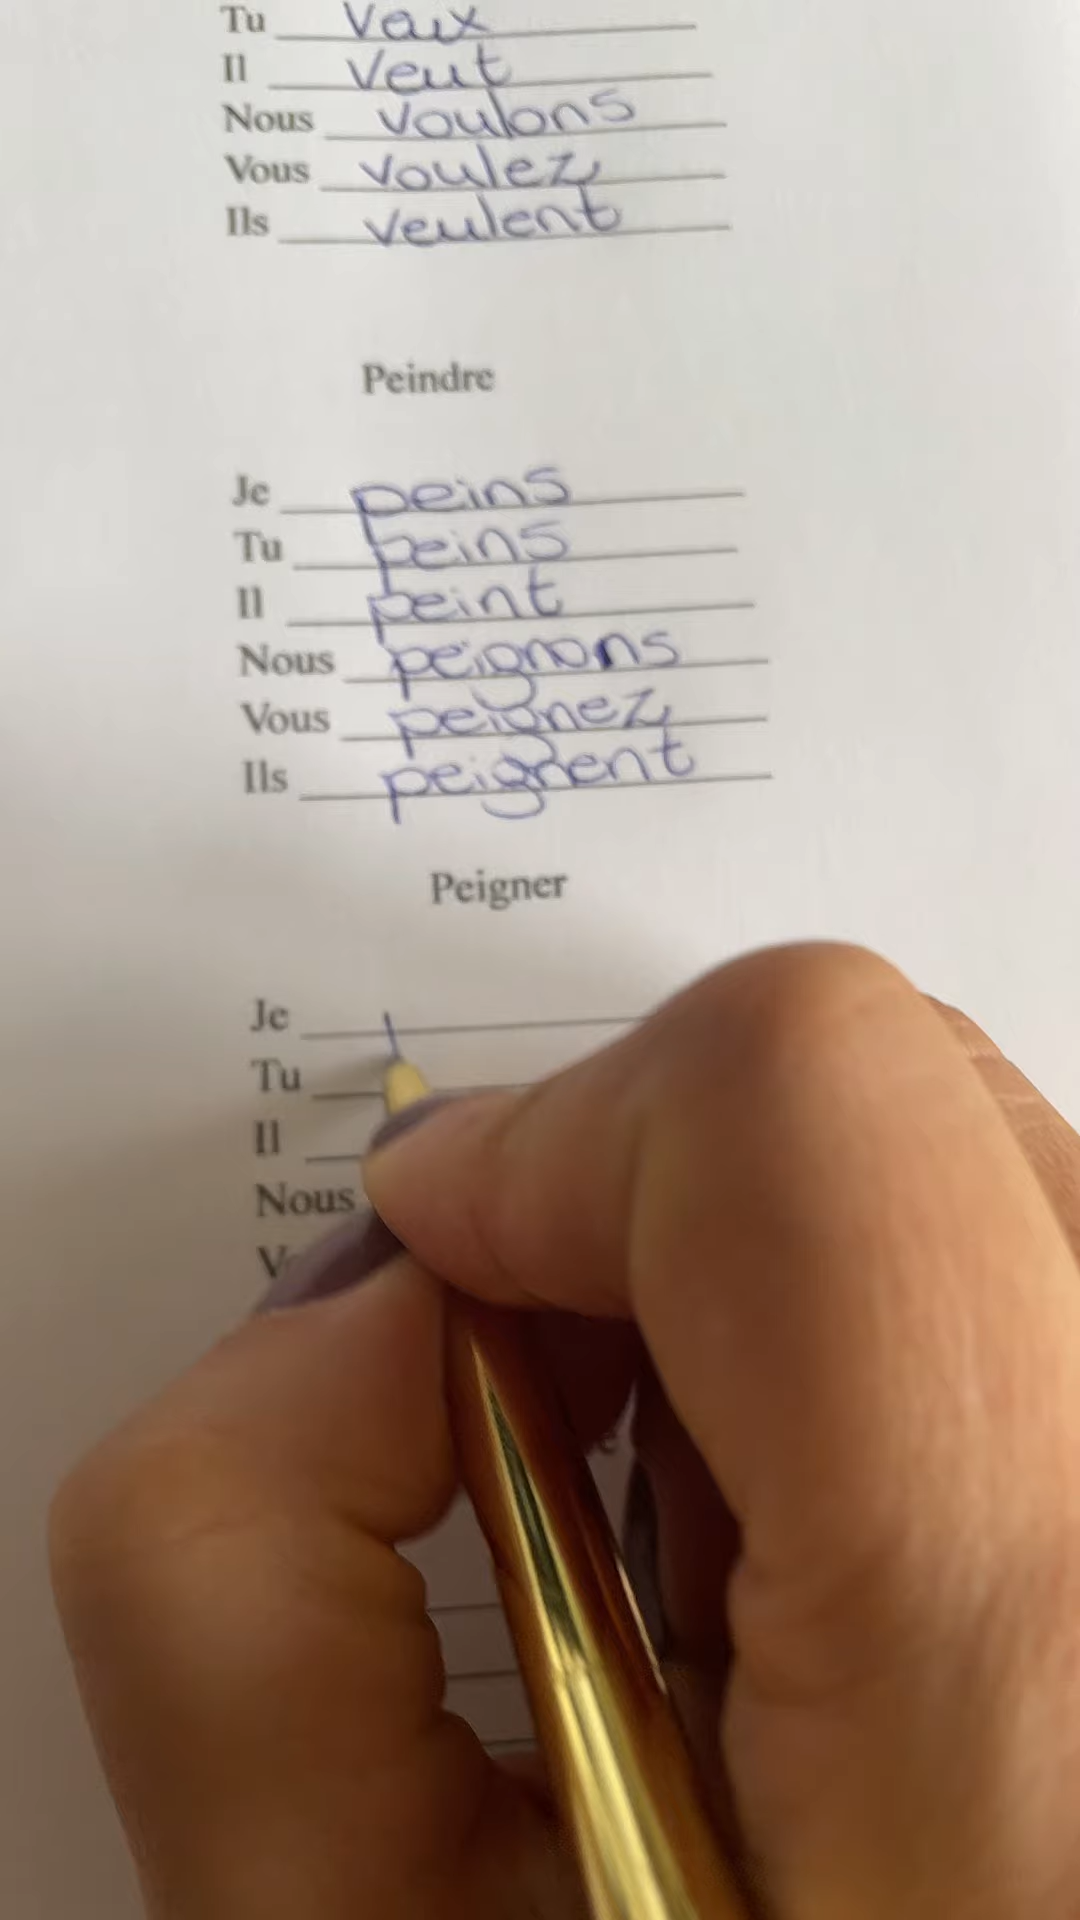 Tu veux
Il veut
Nous voulons
Vous voulez
Ils veulent
Peindre
Je peins
Tu peins
Il peint
Nous peignons
Vous peignez
Ils peignent
Peigner
Je
Tu
Il
Nous